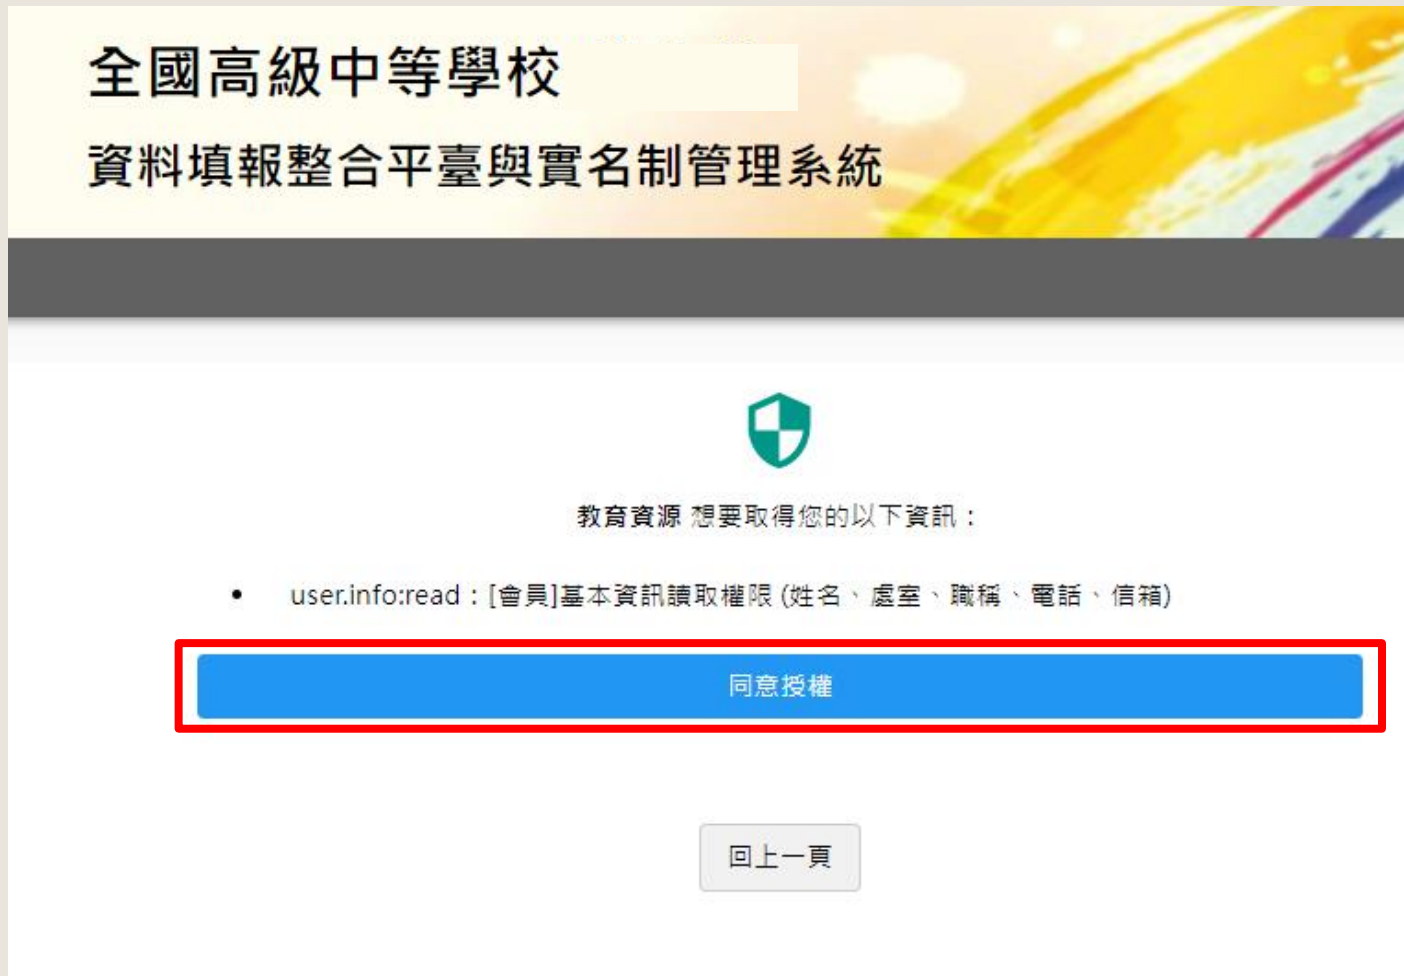 全國高級中等學校
資料填報整合平臺與實名制管理系統
教育資源 想要取得您的以下資訊：
• user.info:read：[會員]基本資訊讀取權限 (姓名、處室、職稱、電話、信箱)
同意授權
回上一頁